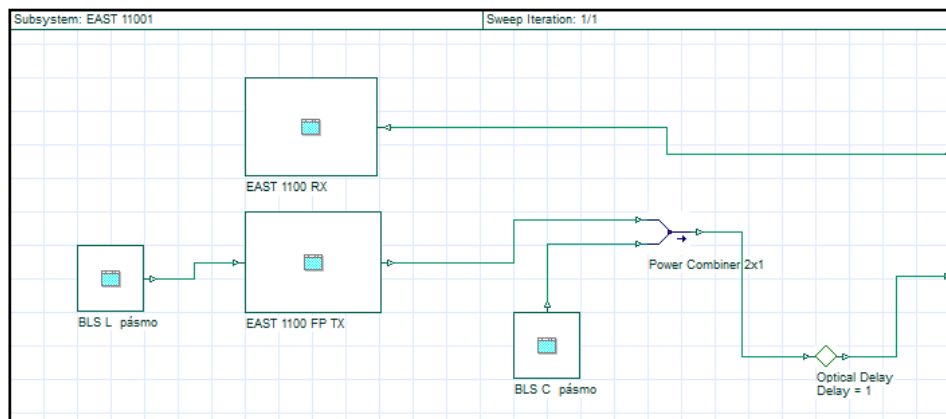 Subsystem: EAST 11001
Sweep Iteration: 1/1
EAST 1100 RX
BLS L pásmo
EAST 1100 FP TX
Power Combiner 2x1
BLS C pásmo
Optical Delay
Delay = 1